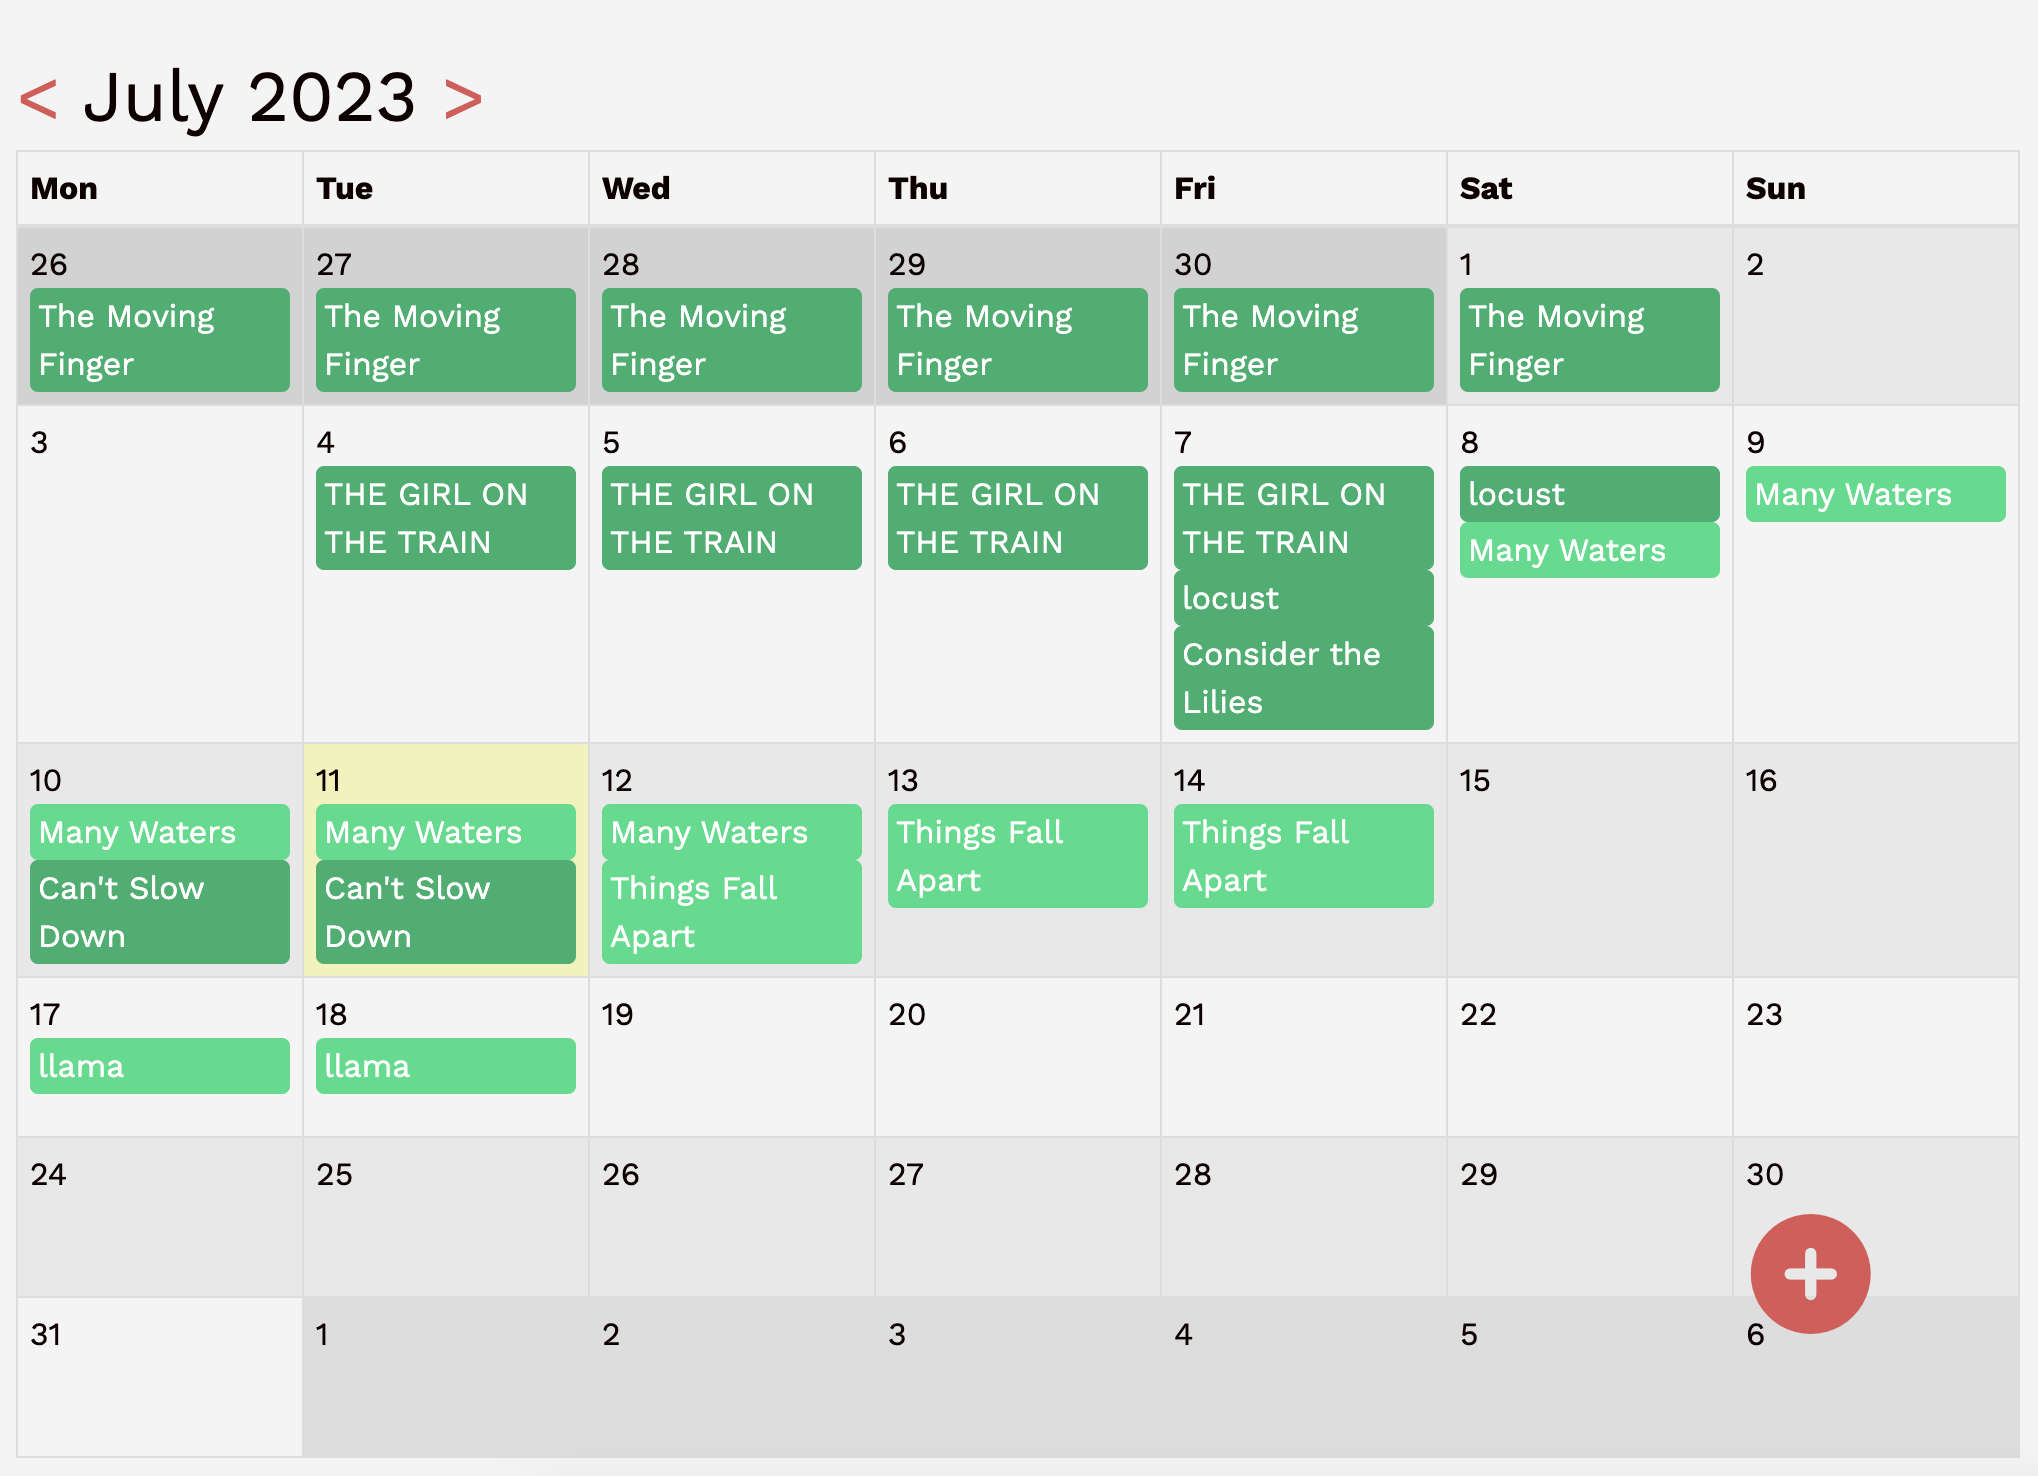 < July 2023 >
Mon Tue Wed Thu Fri Sat Sun
26
The Moving
Finger
27
The Moving
Finger
28
The Moving
Finger
29
The Moving
Finger
30
The Moving
Finger
1
The Moving
Finger
2
3
4
THE GIRL ON
THE TRAIN
5
THE GIRL ON
THE TRAIN
6
THE GIRL ON
THE TRAIN
7
THE GIRL ON
THE TRAIN
locust
Consider the
Lilies
8
locust
Many Waters
9
Many Waters
10
Many Waters
Can't Slow
Down
11
Many Waters
Can't Slow
Down
12
Many Waters
Things Fall
Apart
13
Things Fall
Apart
14
Things Fall
Apart
15
16
17
llama
18
llama
19
20
21
22
23
24
25
26
27
28
29
30
+
31
1
2
3
4
5
6